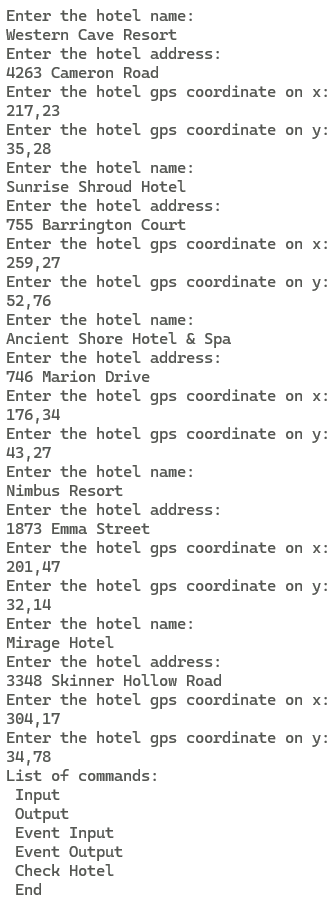 Enter the hotel name:
Western Cave Resort
Enter the hotel address:
4263 Cameron Road
Enter the hotel gps coordinate on x:
217,23
Enter the hotel gps coordinate on y:
35,28
Enter the hotel name:
Sunrise Shroud Hotel
Enter the hotel address:
755 Barrington Court
Enter the hotel gps coordinate on x:
259,27
Enter the hotel gps coordinate on y:
52,76
Enter the hotel name:
Ancient Shore Hotel & Spa
Enter the hotel address:
746 Marion Drive
Enter the hotel gps coordinate on x:
176,34
Enter the hotel gps coordinate on y:
43,27
Enter the hotel name:
Nimbus Resort
Enter the hotel address:
1873 Emma Street
Enter the hotel gps coordinate on x:
201,47
Enter the hotel gps coordinate on y:
32,14
Enter the hotel name:
Mirage Hotel
Enter the hotel address:
3348 Skinner Hollow Road
Enter the hotel gps coordinate on x:
304,17
Enter the hotel gps coordinate on y:
34,78
List of commands:
Input
Output
Event Input
Event Output
Check Hotel
End